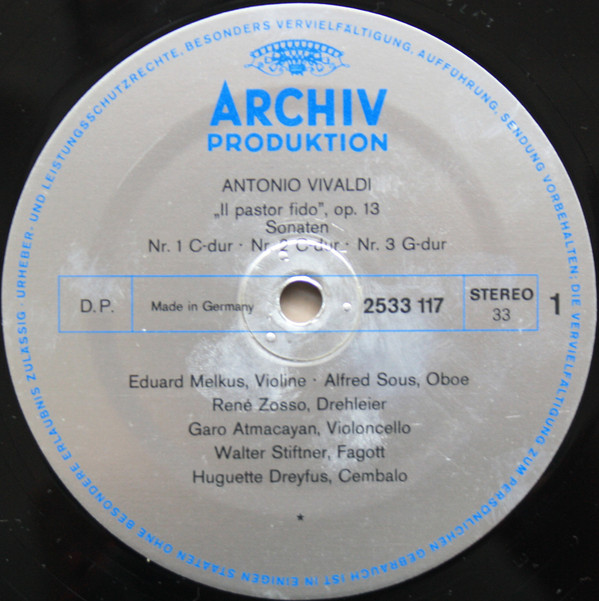 ARCHIV
PRODUKTION
ANTONIO VIVALDI
„Il pastor fido”, op. 13
Sonaten
Nr. 1 C-dur · Nr. 2 C-dur · Nr. 3 G-dur
D.P.
Made in Germany
2533 117
STEREO
33
1
Eduard Melkus, Violine · Alfred Sous, Oboe
René Zosso, Drehleier
Garo Atmacayan, Violoncello
Walter Stiftner, Fagott
Huguette Dreyfus, Cembalo
*
URHEBER- UND LEISTUNGSSCHUTZRECHTE, BESONDERS VERVIELFÄLTIGUNG, AUFFÜHRUNG, SENDUNG VORBEHALTEN. DIE VERVIELFÄLTIGUNG ZUM PERSÖNLICHEN GEBRAUCH IST IN EINIGEN STAATEN OHNE BESONDERE ERLAUBNIS ZULÄSSIG ·